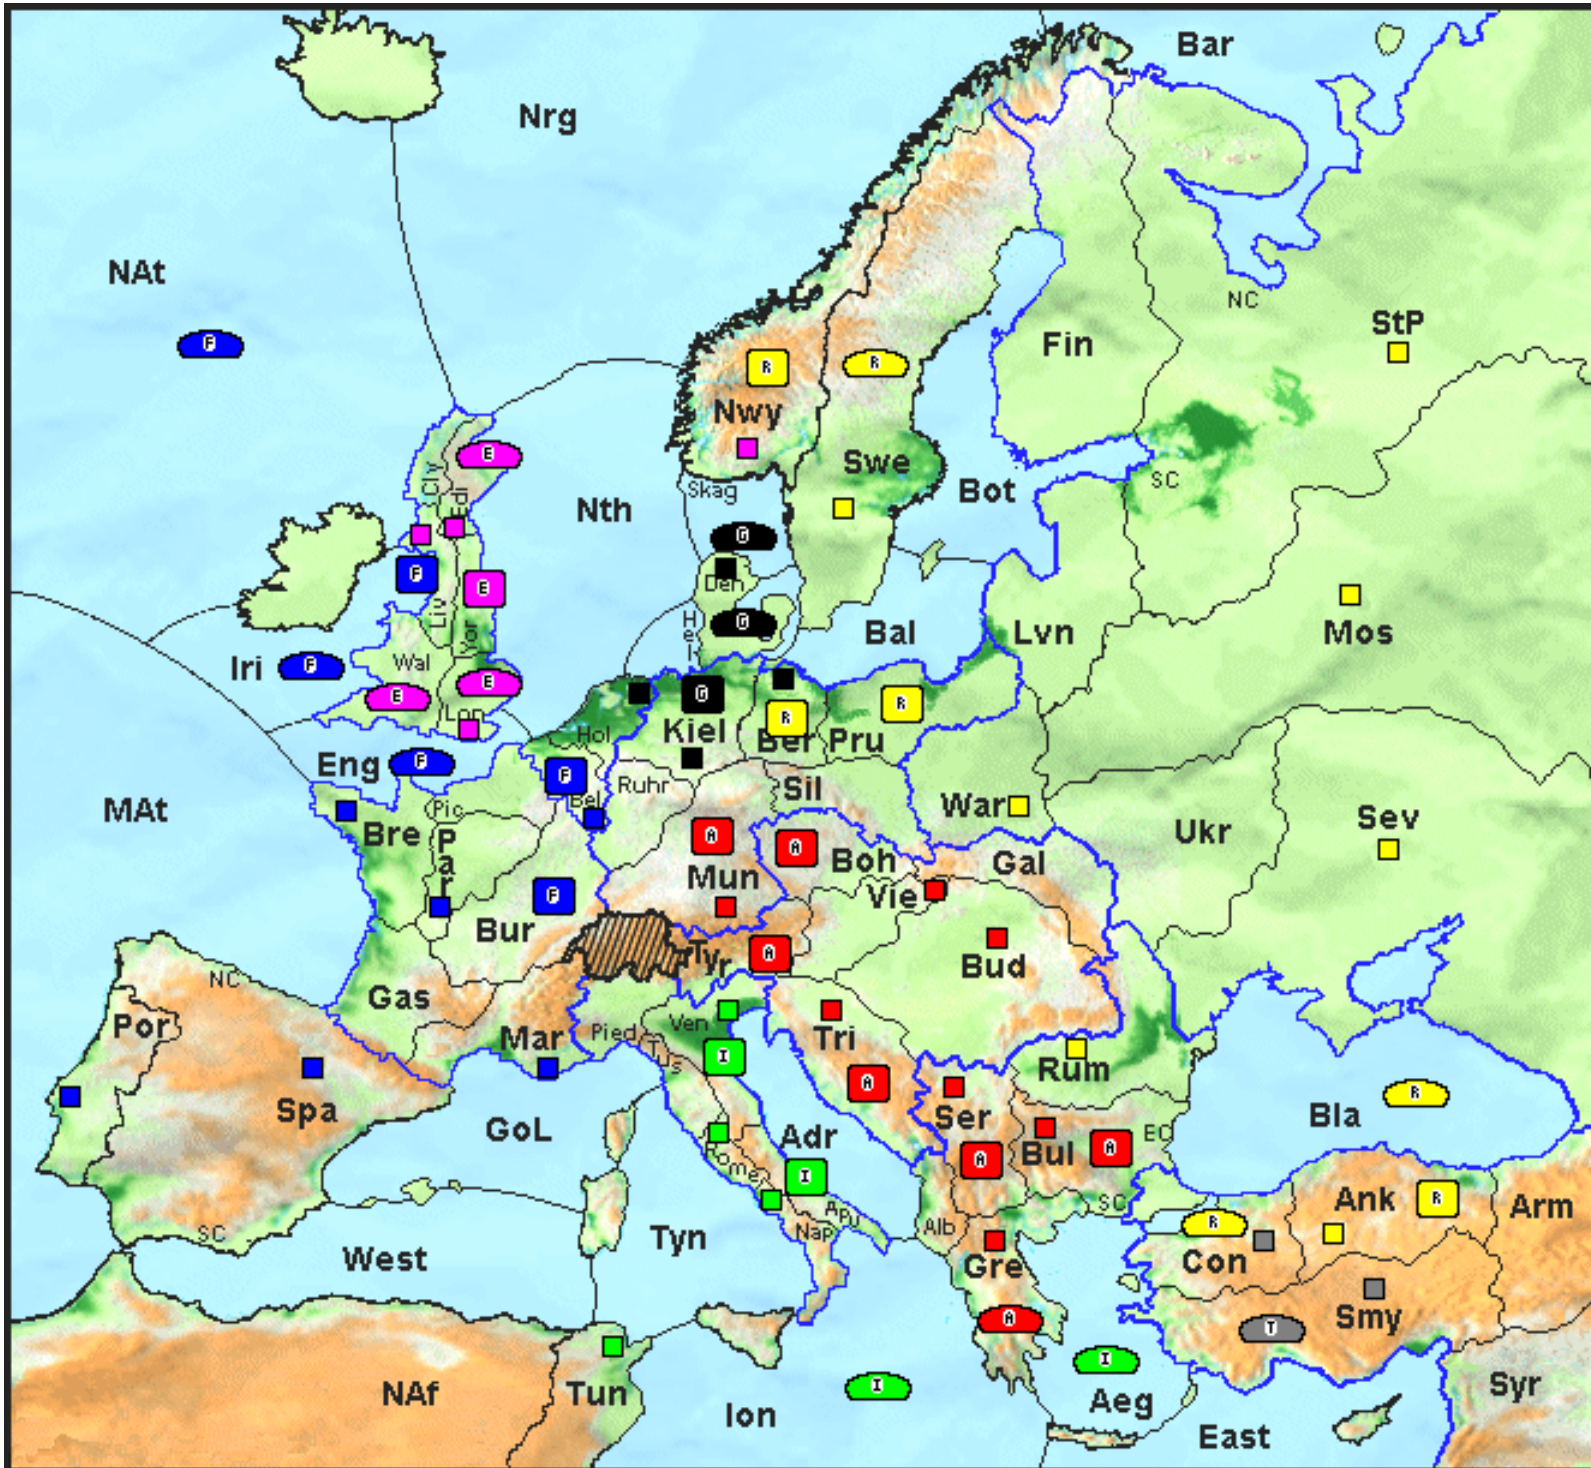 Bar
Nrg
NAt
NC
StP
F
Fin
R
R
Nwy
E
Swe
Cly
Edi
SC
Skag
Bot
Nth
G
F
Den
E
Liv
Yor
G
Hel
Bal
Lvn
Mos
Iri
F
Wal
E
E
Lon
G
R
R
Kiel
Ber
Pru
Hol
Eng
F
F
Ruhr
Sil
MAt
Pic
Bel
War
Bre
Par
A
A
Boh
Gal
Ukr
Sev
Mun
Vie
F
Bur
Tyr
A
Bud
NC
Gas
Por
Pied
Ven
Tri
Mar
Tus
I
Rum
A
R
Spa
GoL
Ser
Bla
Adr
EC
Bul
A
A
Rome
I
Ank
R
Arm
SC
Apu
SC
Nap
Alb
R
Tyn
West
Con
Gre
A
T
Smy
I
NAf
Tun
I
Ion
Aeg
Syr
East